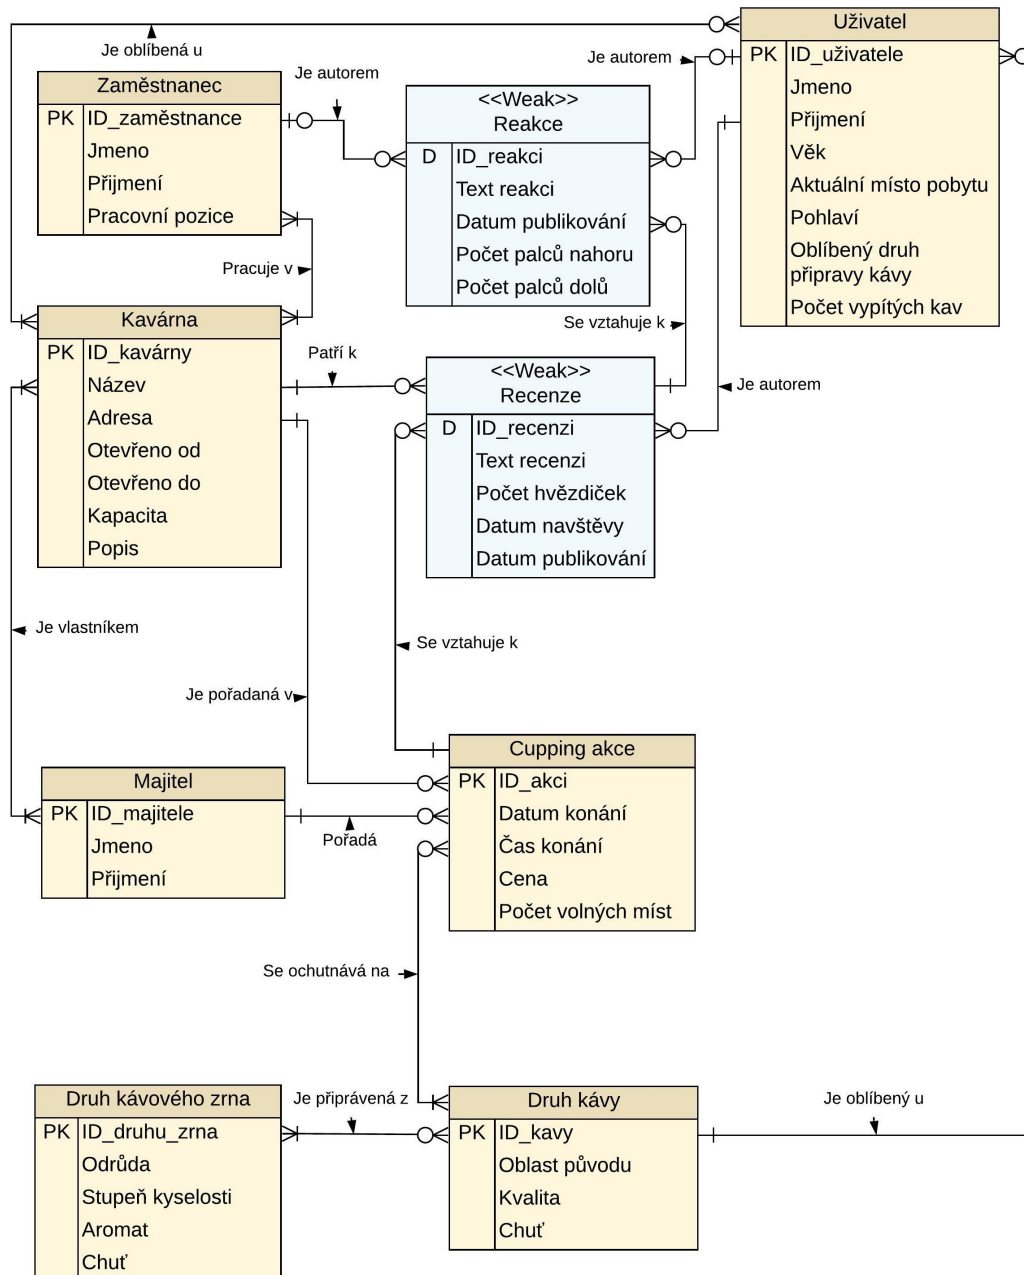 Uživatel
PK ID_uživatele
Jmeno
Přijmení
Věk
Aktuální místo pobytu
Pohlaví
Oblíbený druh
připravy kávy
Počet vypítých kav
Je oblíbená u
Je autorem
Je autorem
Zaměstnanec
PK ID_zaměstnance
Jmeno
Přijmení
Pracovní pozice
<<Weak>>
Reakce
D ID_reakci
Text reakci
Datum publikování
Počet palců nahoru
Počet palců dolů
Pracuje v
Se vztahuje k
Kavárna
PK ID_kavárny
Název
Adresa
Otevřeno od
Otevřeno do
Kapacita
Popis
Patří k
<<Weak>>
Recenze
D ID_recenzi
Text recenzi
Počet hvězdiček
Datum navštěvy
Datum publikování
Je autorem
Je vlastníkem
Se vztahuje k
Je pořadaná v
Cupping akce
PK ID_akci
Datum konání
Čas konání
Cena
Počet volných míst
Majitel
PK ID_majitele
Jmeno
Přijmení
Pořadá
Se ochutnává na
Druh kávového zrna
PK ID_druhu_zrna
Odrůda
Stupeň kyselosti
Aromat
Chuť
Je připrávená z
Druh kávy
PK ID_kavy
Oblast původu
Kvalita
Chuť
Je oblíbený u